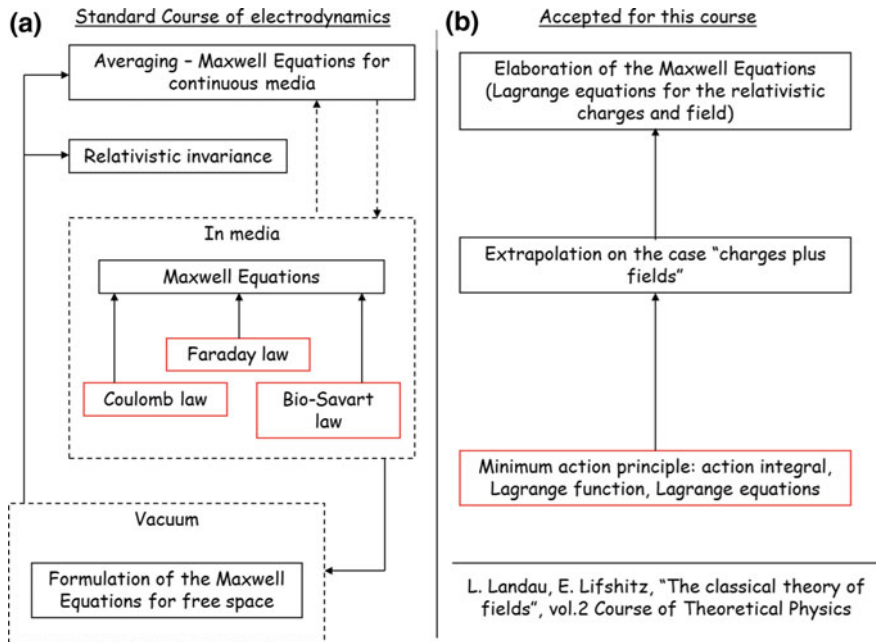 (a)
Standard Course of electrodynamics
Averaging – Maxwell Equations for
continuous media
Relativistic invariance
In media
Maxwell Equations
Faraday law
Coulomb law
Bio-Savart
law
Vacuum
Formulation of the Maxwell
Equations for free space
(b)
Accepted for this course
Elaboration of the Maxwell Equations
(Lagrange equations for the relativistic
charges and field)
Extrapolation on the case “charges plus
fields”
Minimum action principle: action integral,
Lagrange function, Lagrange equations
L. Landau, E. Lifshitz, “The classical theory of
fields”, vol.2 Course of Theoretical Physics